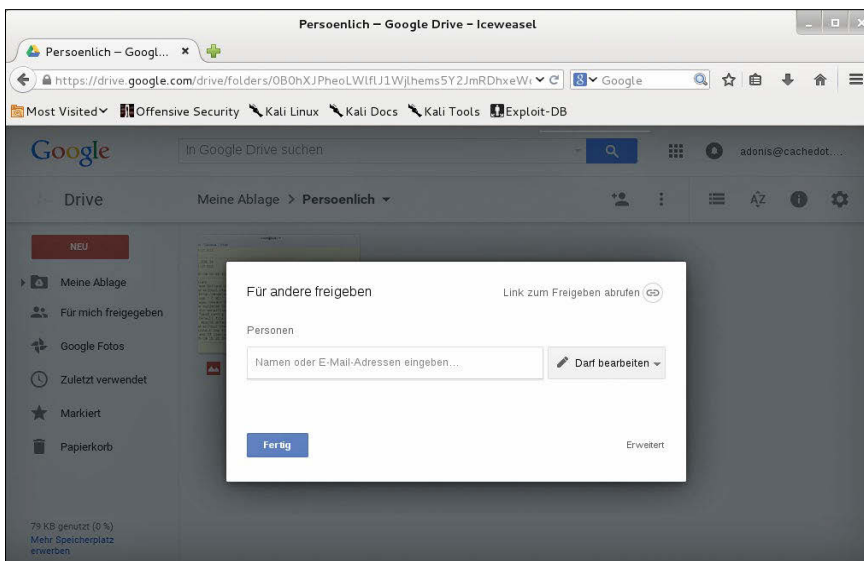 Persoenlich – Google Drive - Iceweasel
Persoenlich – Googl...
https://drive.google.com/drive/folders/0B0hXJPheoLWlflJ1Wjlhems5Y2JmRDhxeW
Google
Most Visited Offensive Security Kali Linux Kali Docs Kali Tools Exploit-DB
Google
In Google Drive suchen
adonis@cachedot....
Drive
Meine Ablage > Persoenlich
AZ
NEU
Meine Ablage
Für mich freigegeben
Google Fotos
Zuletzt verwendet
Markiert
Papierkorb
Für andere freigeben
Link zum Freigeben abrufen
Personen
Namen oder E-Mail-Adressen eingeben...
Darf bearbeiten
Fertig
Erweitert
79 KB genutzt (0 %)
Mehr Speicherplatz
erwerben